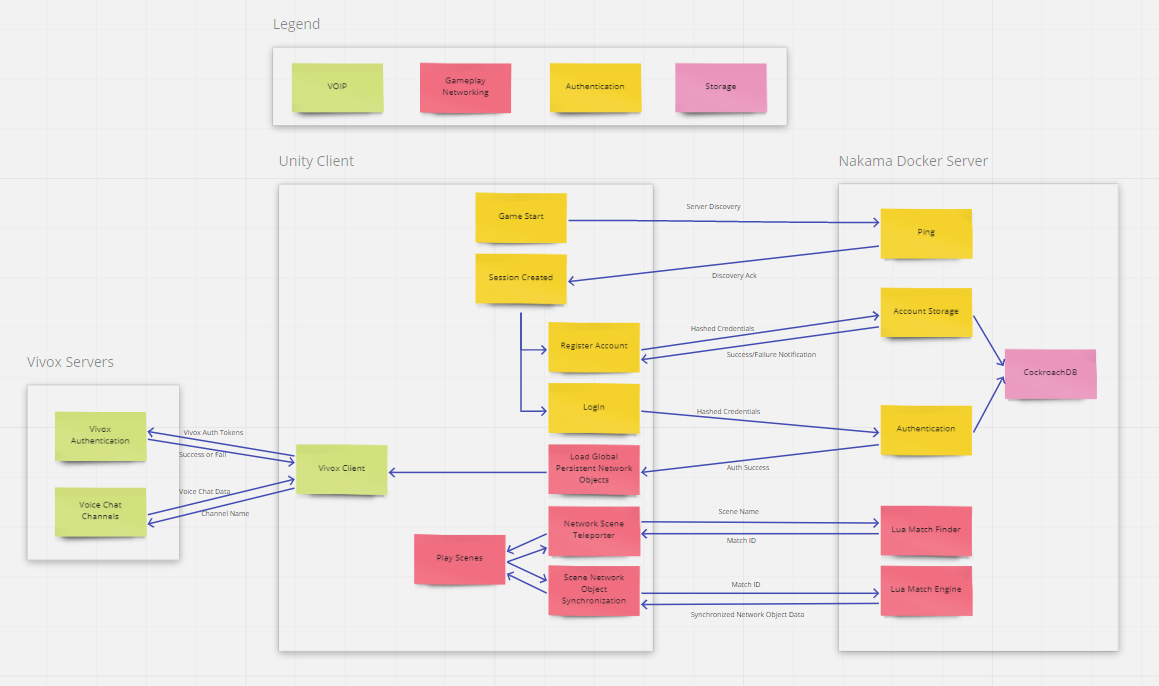 Legend
VOIP
Gameplay
Networking
Authentication
Storage
Unity Client
Nakama Docker Server
Game Start
Server Discovery
Ping
Session Created
Discovery Ack
Account Storage
Hashed Credentials
Register Account
Success/Failure Notification
Vivox Servers
CockroachDB
Login
Hashed Credentials
Authentication
Vivox
Authentication
Vivox Auth Tokens
Success or Fail
Vivox Client
Load Global
Persistent Network
Objects
Auth Success
Voice Chat Data
Voice Chat
Channels
Channel Name
Network Scene
Teleporter
Scene Name
Match ID
Lua Match Finder
Play Scenes
Scene Network
Object
Synchronization
Match ID
Synchronized Network Object Data
Lua Match Engine